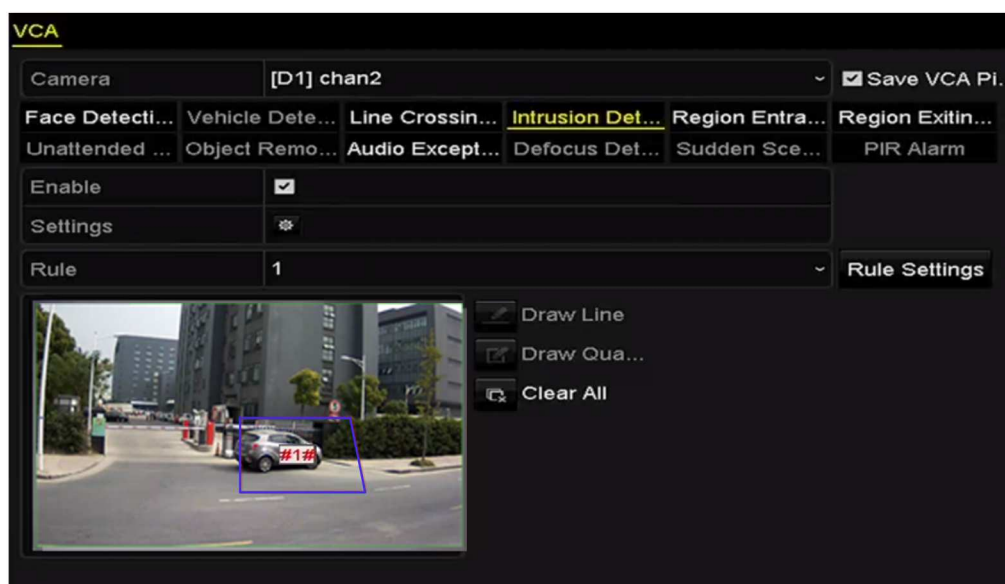 VCA
Camera [D1] chan2 Save VCA Pi.
Face Detecti... Vehicle Dete... Line Crossin... Intrusion Det... Region Entra... Region Exitin...
Unattended ... Object Remo... Audio Except... Defocus Det... Sudden Sce... PIR Alarm
Enable
Settings
Rule 1 Rule Settings
Draw Line
Draw Qua...
Clear All
#1#